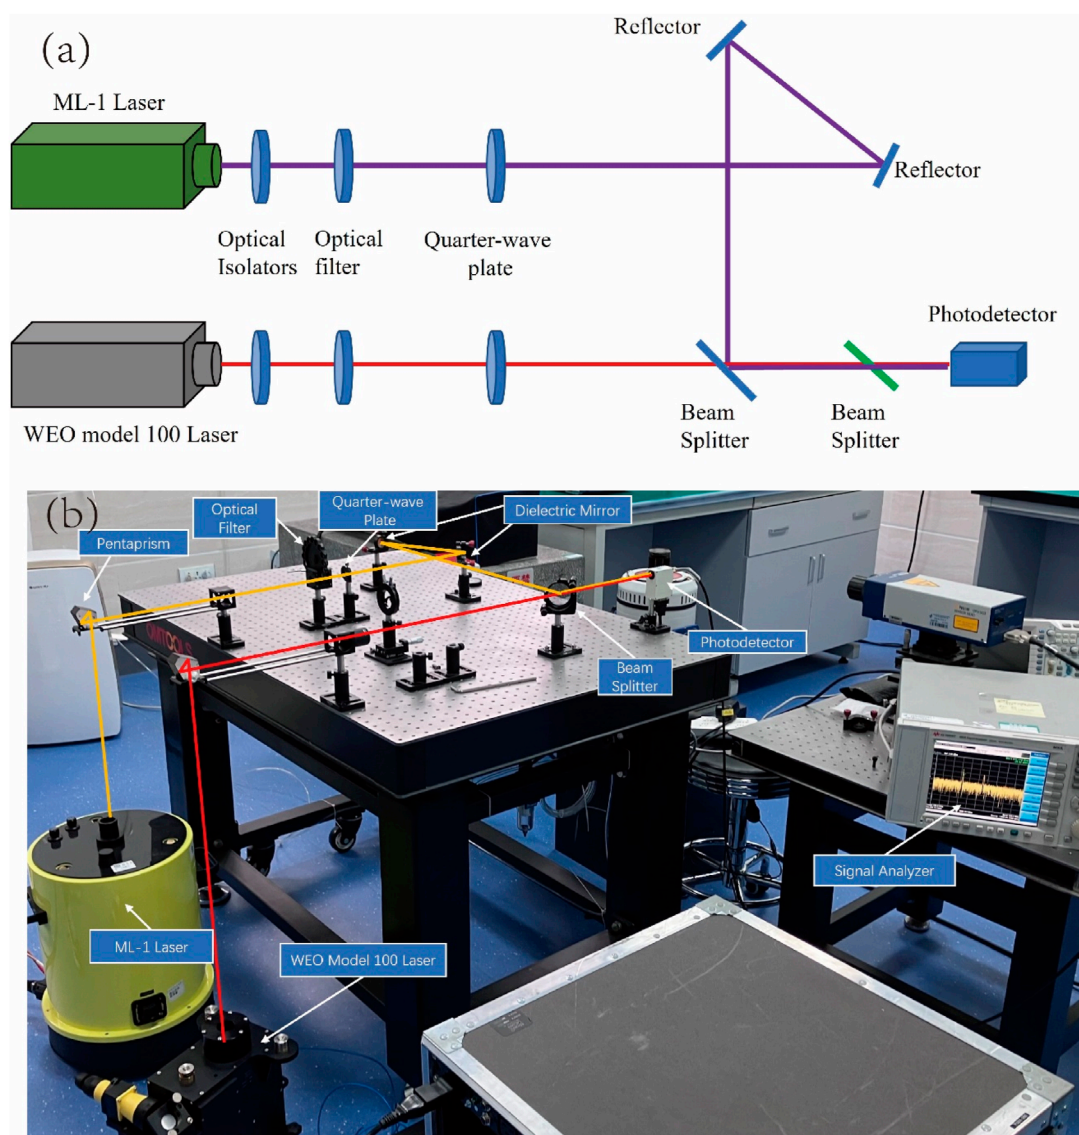 (a)
Reflector
ML-1 Laser
Reflector
Optical
Isolators
Optical
filter
Quarter-wave
plate
Photodetector
Beam
Splitter
Beam
Splitter
WEO model 100 Laser
(b)
Optical
Filter
Quarter-wave
Plate
Dielectric Mirror
Pentaprism
OMTOOLS
Photodetector
Beam
Splitter
Signal Analyzer
ML-1 Laser
WEO Model 100 Laser